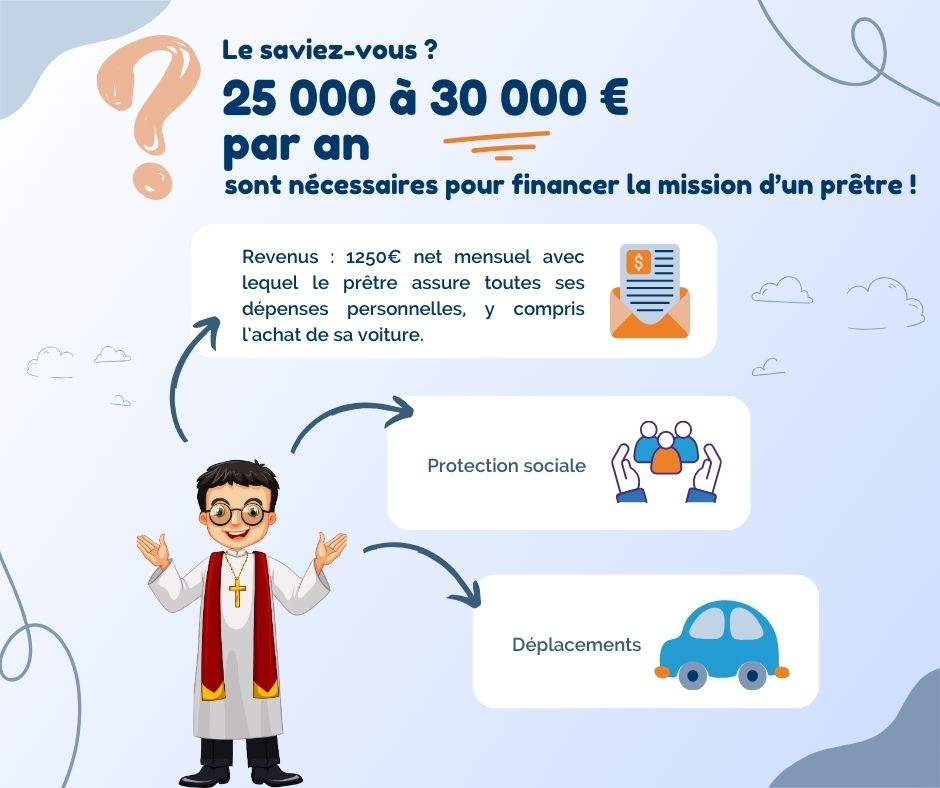 Le saviez-vous ?
25 000 à 30 000 €
par an
sont nécessaires pour financer la mission d'un prêtre !
Revenus : 1250€ net mensuel avec
lequel le prêtre assure toutes ses
dépenses personnelles, y compris
l'achat de sa voiture.
$
Protection sociale
Déplacements